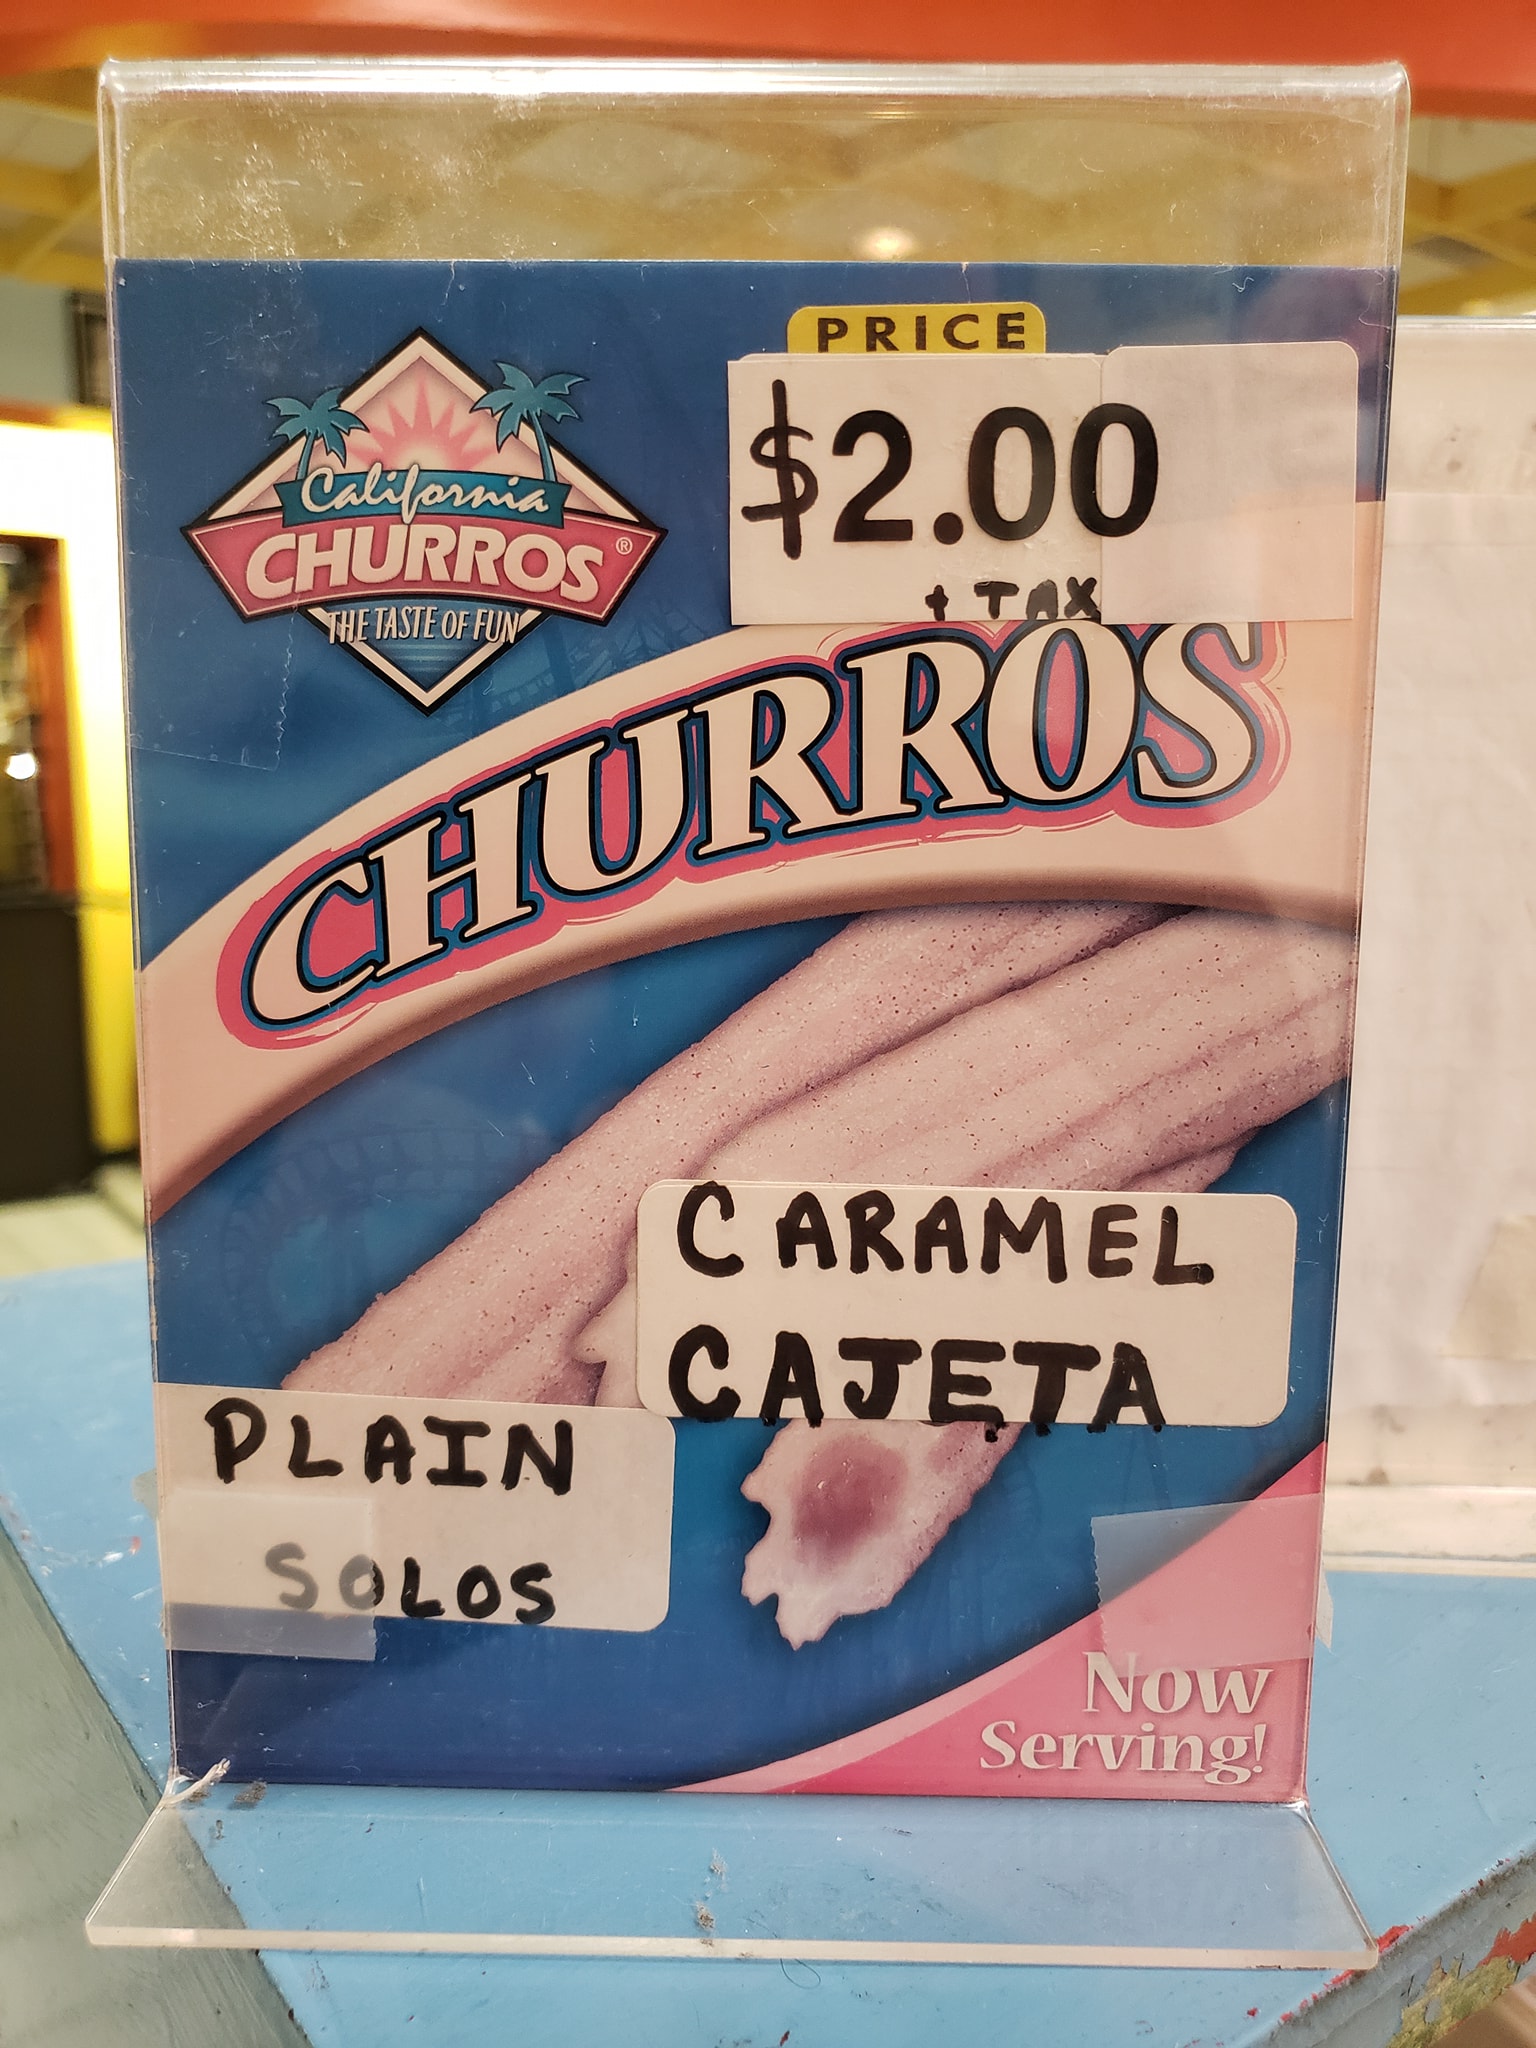 PRICE
$2.00
+ TAX
California
CHURROS®
THE TASTE OF FUN
CHURROS
CARAMEL
CAJETA
PLAIN
SOLOS
Now
Serving!